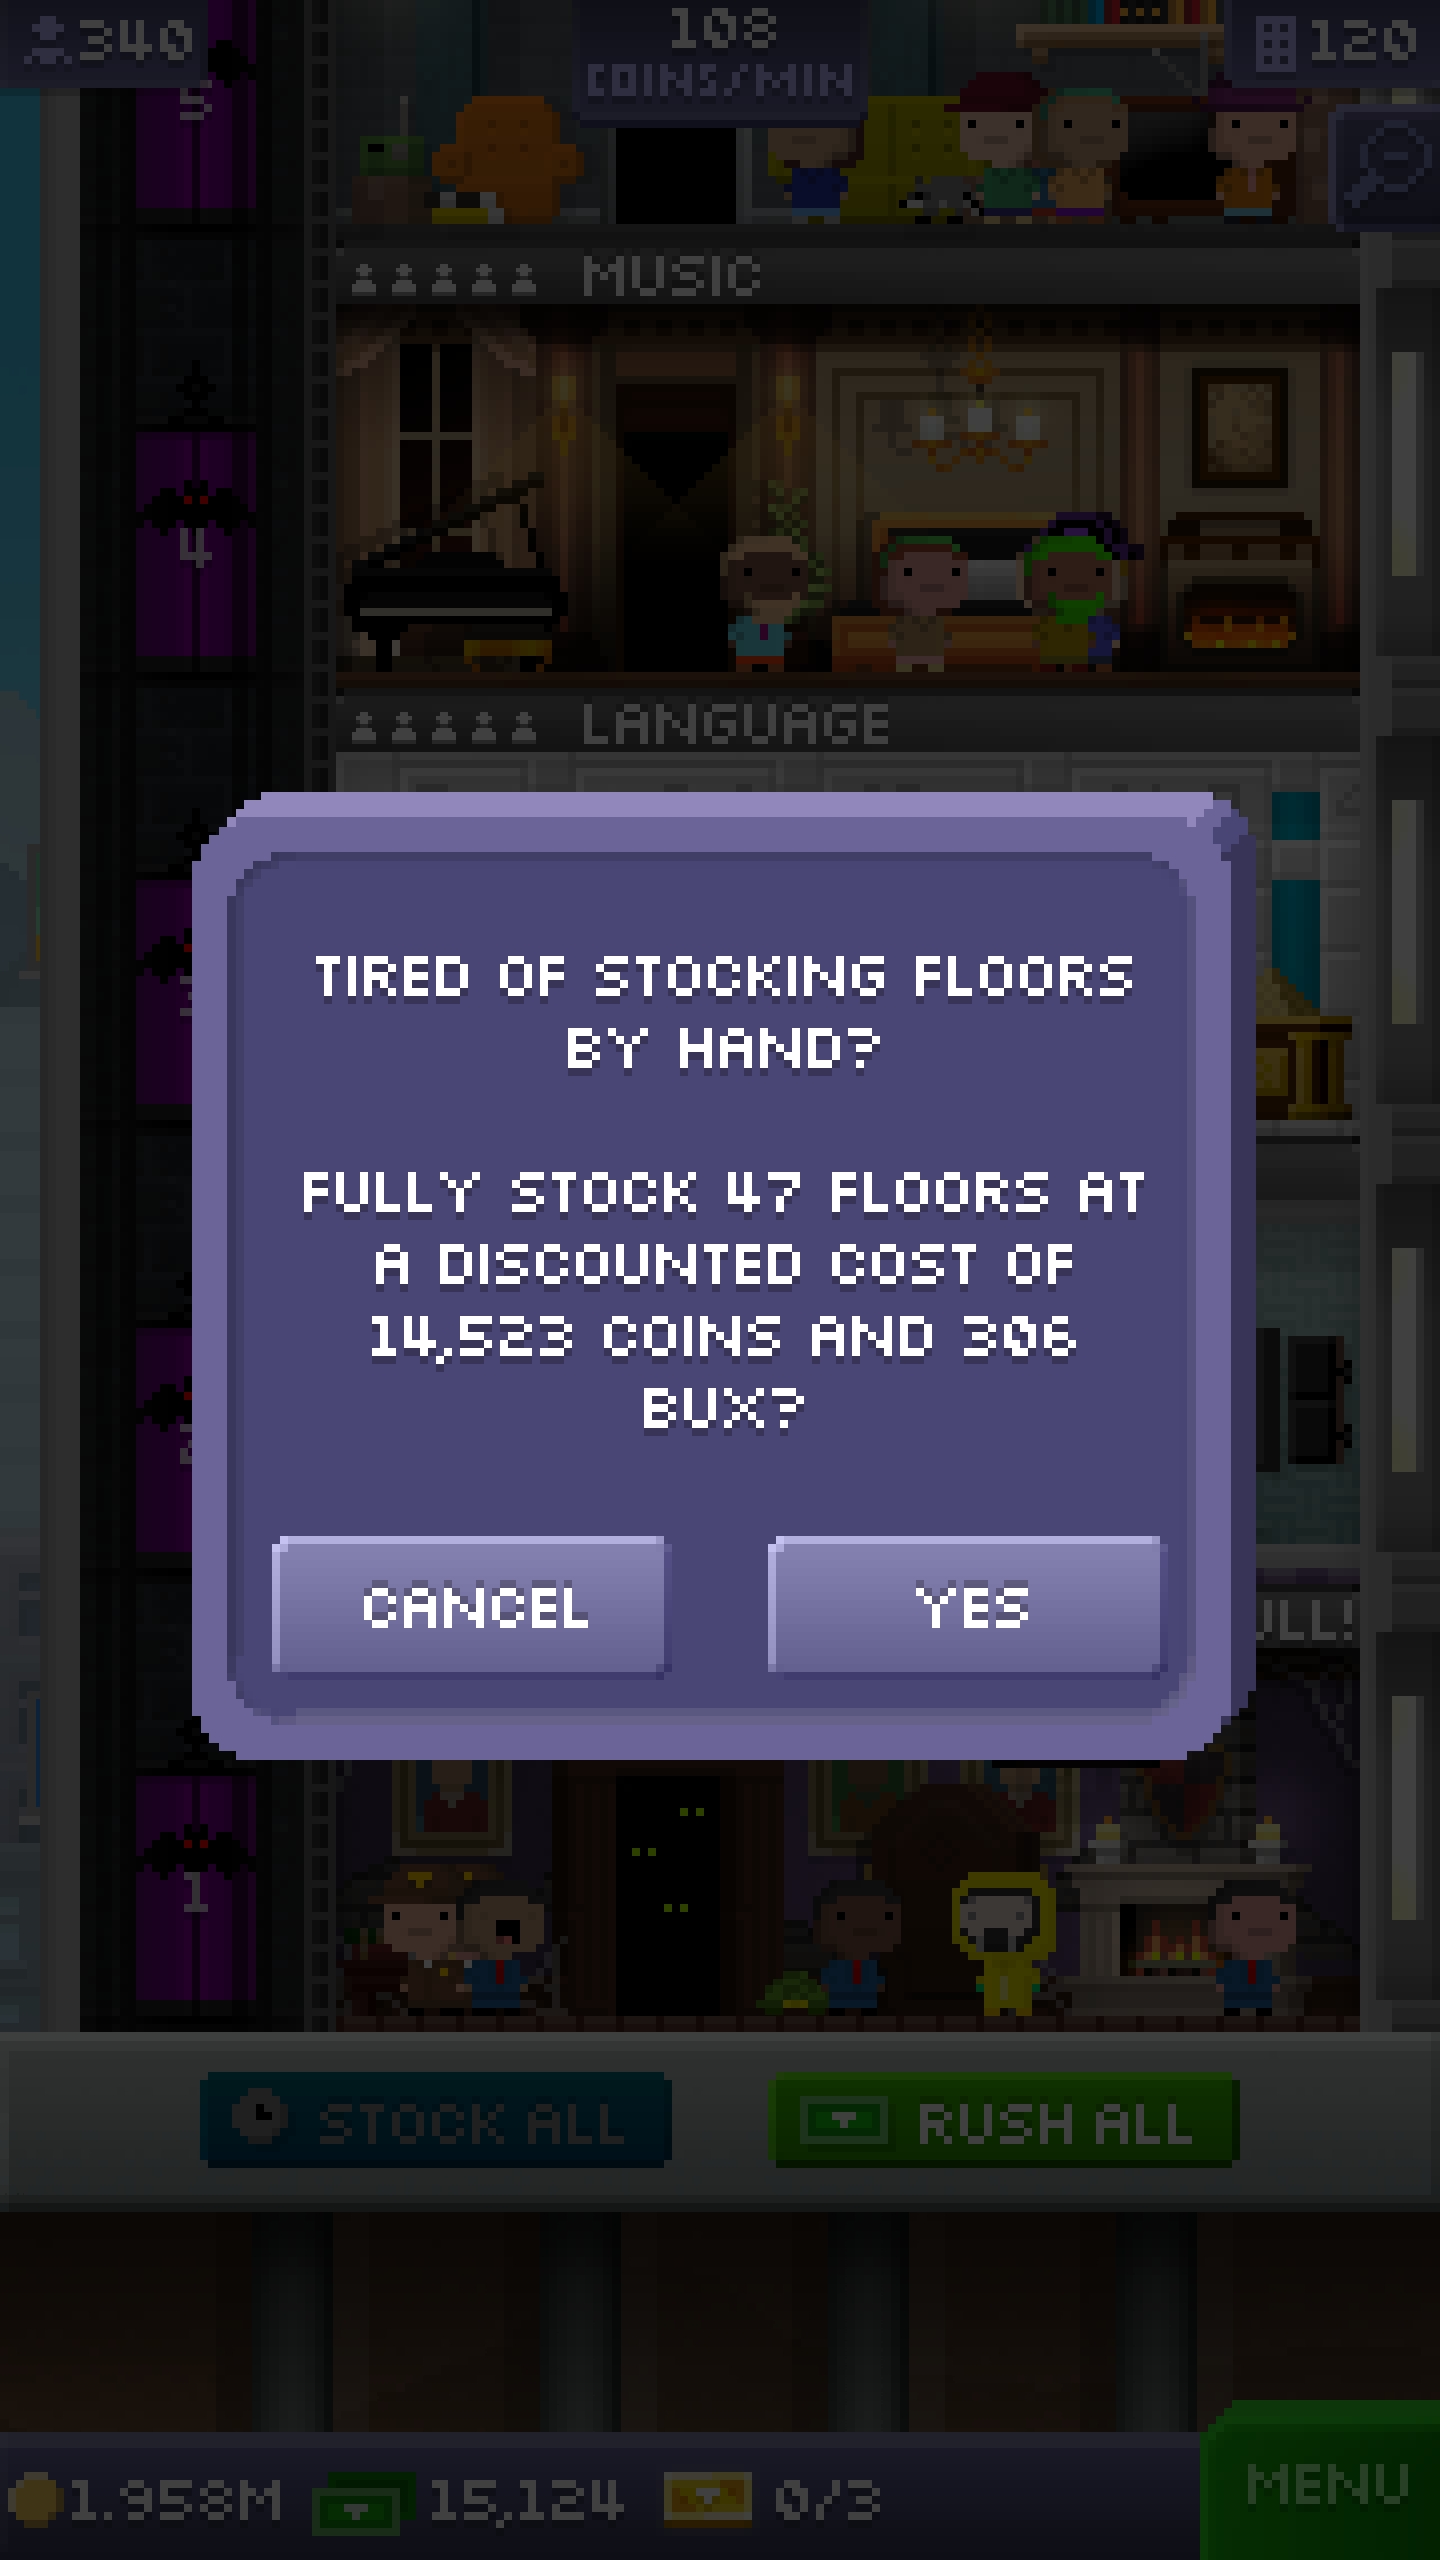 340
108
COINS/MIN
120
5
MUSIC
4
LANGUAGE
TIRED OF STOCKING FLOORS
BY HAND?
FULLY STOCK 47 FLOORS AT
A DISCOUNTED COST OF
14,523 COINS AND 306
BUX?
CANCEL
YES
1
STOCK ALL
RUSH ALL
1.958M
15,124
0/3
MENU